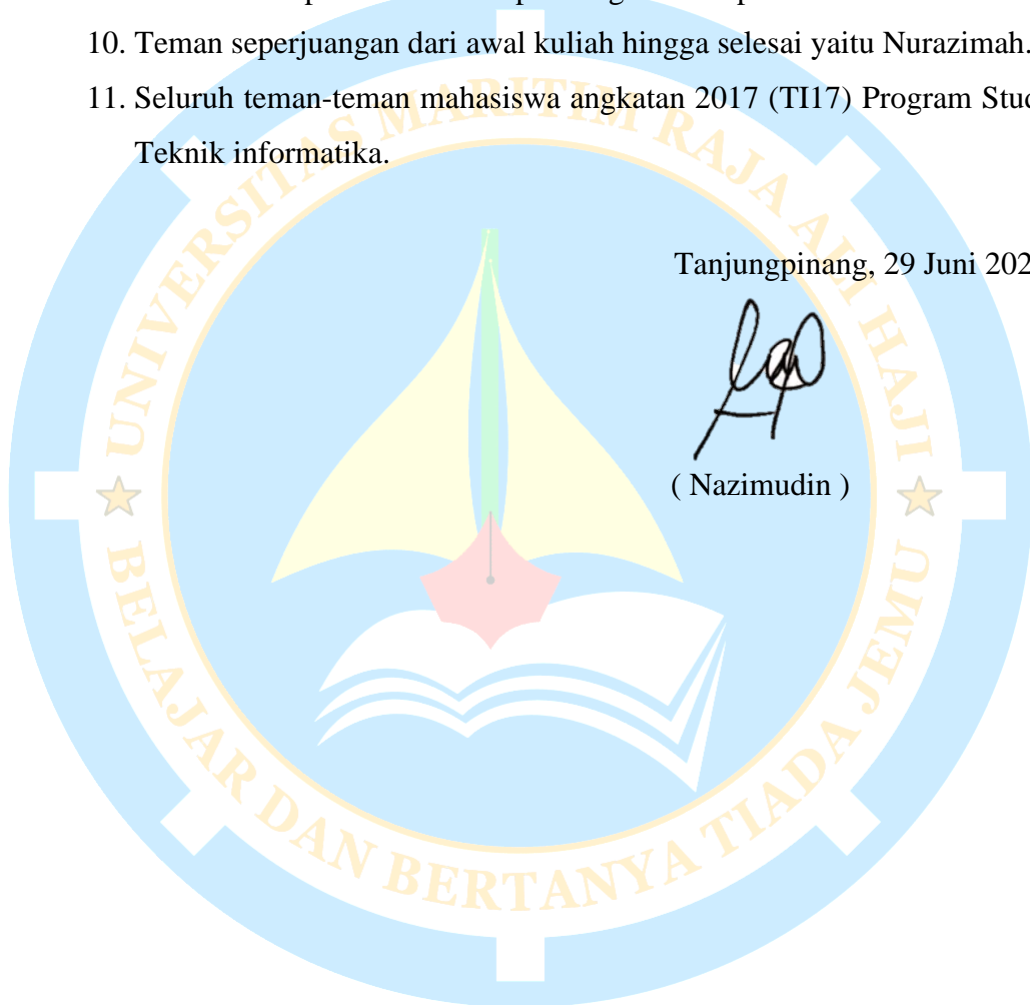 10. Teman seperjuangan dari awal kuliah hingga selesai yaitu Nurazimah.
11. Seluruh teman-teman mahasiswa angkatan 2017 (TI17) Program Stud
Teknik informatika.
Tanjungpinang, 29 Juni 202
( Nazimudin )
UNIVERSITAS MARITIM RAJA ALI HAJI
BELAJAR DAN BERTANYA TIADA JEMU